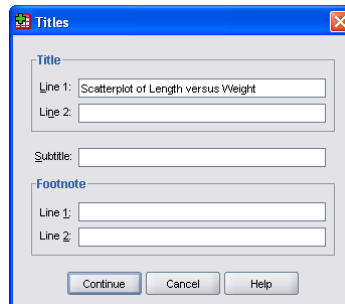 Titles
Title
Line 1: Scatterplot of Length versus Weight
Line 2:
Subtitle:
Footnote
Line 1:
Line 2:
Continue Cancel Help